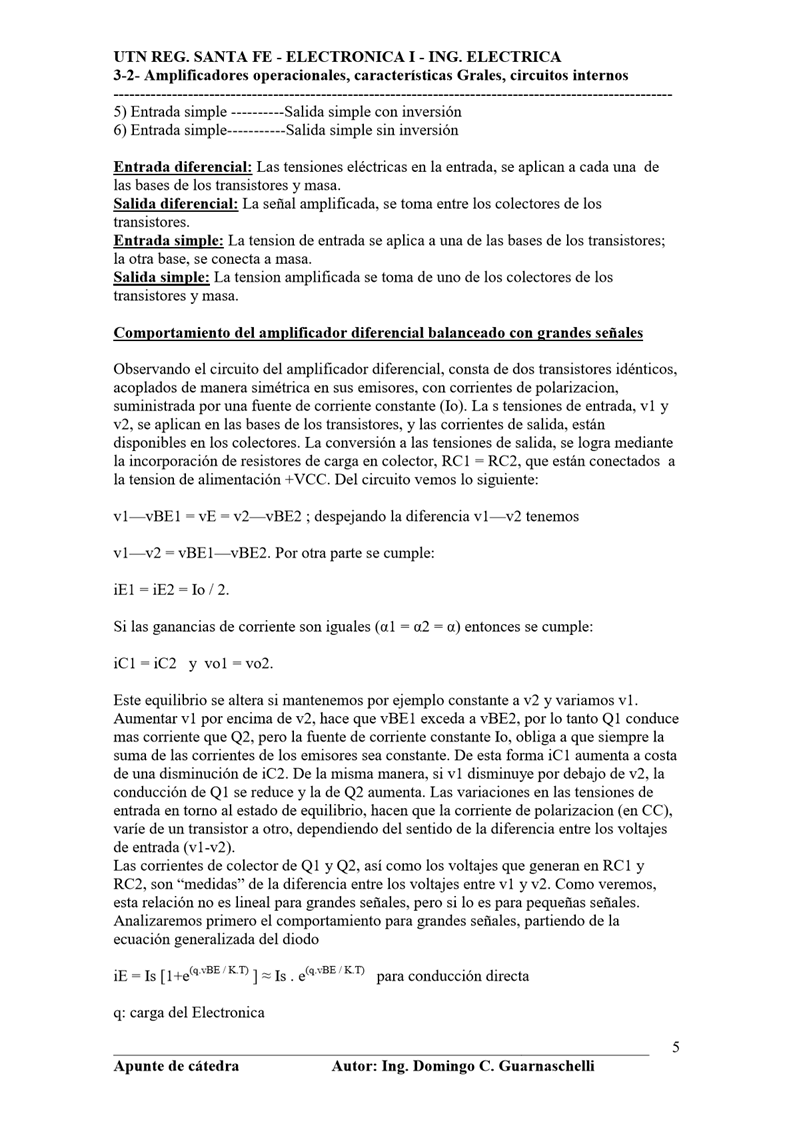 UTN REG. SANTA FE - ELECTRONICA I - ING. ELECTRICA
3-2- Amplificadores operacionales, características Grales, circuitos internos
-----------------------------------------------------------------------------------------------------------
5) Entrada simple ----------Salida simple con inversión
6) Entrada simple-----------Salida simple sin inversión
Entrada diferencial: Las tensiones eléctricas en la entrada, se aplican a cada una de
las bases de los transistores y masa.
Salida diferencial: La señal amplificada, se toma entre los colectores de los
transistores.
Entrada simple: La tension de entrada se aplica a una de las bases de los transistores;
la otra base, se conecta a masa.
Salida simple: La tension amplificada se toma de uno de los colectores de los
transistores y masa.
Comportamiento del amplificador diferencial balanceado con grandes señales
Observando el circuito del amplificador diferencial, consta de dos transistores idénticos,
acoplados de manera simétrica en sus emisores, con corrientes de polarizacion,
suministrada por una fuente de corriente constante (Io). La s tensiones de entrada, v1 y
v2, se aplican en las bases de los transistores, y las corrientes de salida, están
disponibles en los colectores. La conversión a las tensiones de salida, se logra mediante
la incorporación de resistores de carga en colector, RC1 = RC2, que están conectados a
la tension de alimentación +VCC. Del circuito vemos lo siguiente:
v1—vBE1 = vE = v2—vBE2 ; despejando la diferencia v1—v2 tenemos
v1—v2 = vBE1—vBE2. Por otra parte se cumple:
iE1 = iE2 = Io / 2.
Si las ganancias de corriente son iguales (α1 = α2 = α) entonces se cumple:
iC1 = iC2 y vo1 = vo2.
Este equilibrio se altera si mantenemos por ejemplo constante a v2 y variamos v1.
Aumentar v1 por encima de v2, hace que vBE1 exceda a vBE2, por lo tanto Q1 conduce
mas corriente que Q2, pero la fuente de corriente constante Io, obliga a que siempre la
suma de las corrientes de los emisores sea constante. De esta forma iC1 aumenta a costa
de una disminución de iC2. De la misma manera, si v1 disminuye por debajo de v2, la
conducción de Q1 se reduce y la de Q2 aumenta. Las variaciones en las tensiones de
entrada en torno al estado de equilibrio, hacen que la corriente de polarizacion (en CC),
varíe de un transistor a otro, dependiendo del sentido de la diferencia entre los voltajes
de entrada (v1-v2).
Las corrientes de colector de Q1 y Q2, así como los voltajes que generan en RC1 y
RC2, son “medidas” de la diferencia entre los voltajes entre v1 y v2. Como veremos,
esta relación no es lineal para grandes señales, pero si lo es para pequeñas señales.
Analizaremos primero el comportamiento para grandes señales, partiendo de la
ecuación generalizada del diodo
iE = Is [1+e^(q.vBE / K.T) ] ≈ Is . e^(q.vBE / K.T) para conducción directa
q: carga del Electronica
5
Apunte de cátedra Autor: Ing. Domingo C. Guarnaschelli